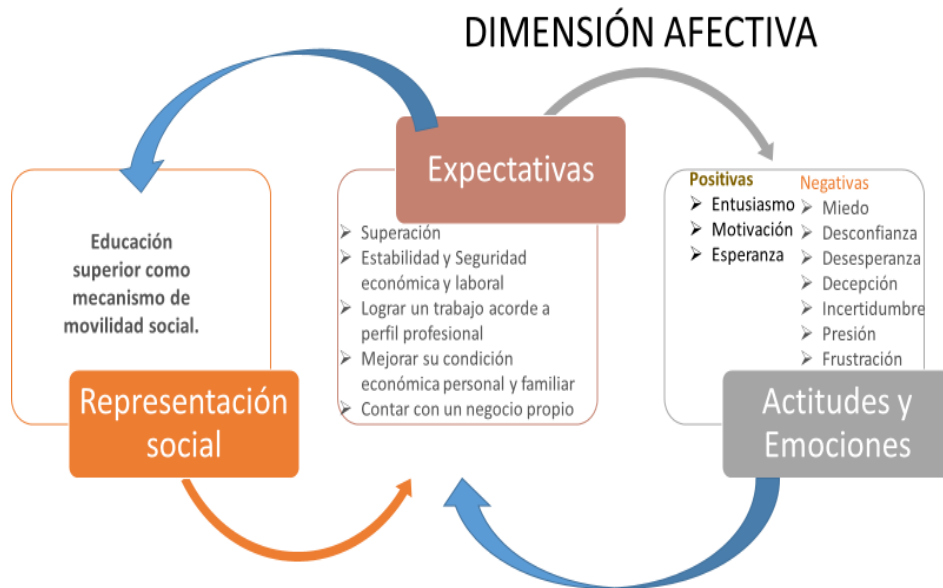 DIMENSIÓN AFECTIVA
Educación
superior como
mecanismo de
movilidad social.
Representación
social
Expectativas
Superación
Estabilidad y Seguridad
económica y laboral
Lograr un trabajo acorde a
perfil profesional
Mejorar su condición
económica personal y familiar
Contar con un negocio propio
Positivas
Entusiasmo
Motivación
Esperanza
Negativas
Miedo
Desconfianza
Desesperanza
Decepción
Incertidumbre
Presión
Frustración
Actitudes y
Emociones